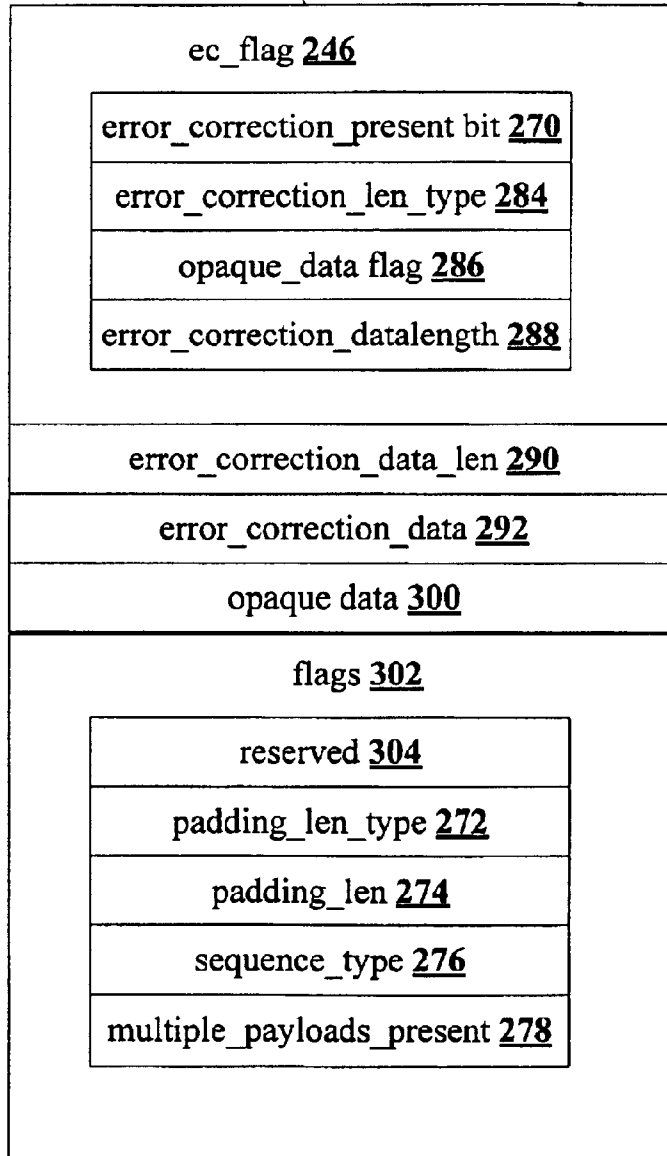 ec_flag 246
error_correction_present bit 270
error_correction_len_type 284
opaque_data flag 286
error_correction_datalength 288
error_correction_data_len 290
error_correction_data 292
opaque data 300
flags 302
reserved 304
padding_len_type 272
padding_len 274
sequence_type 276
multiple_payloads_present 278